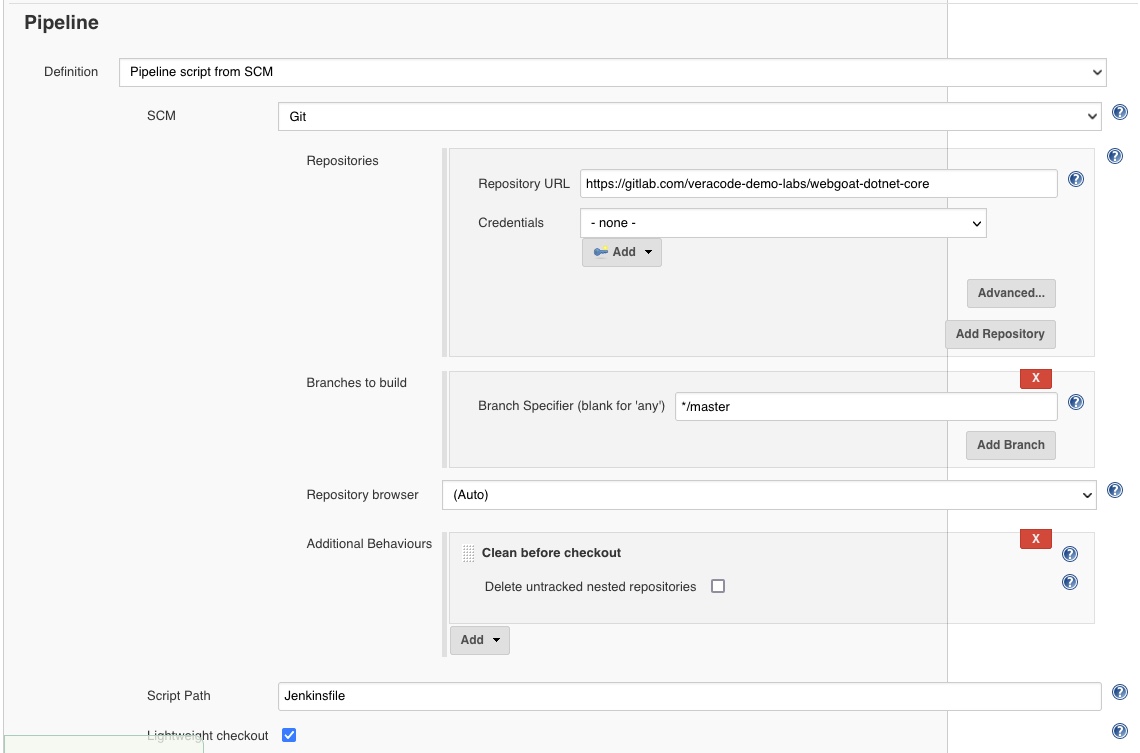 Pipeline
Definition
Pipeline script from SCM
SCM
Git
?
Repositories
?
Repository URL
https://gitlab.com/veracode-demo-labs/webgoat-dotnet-core
?
Credentials
- none -
Add
Advanced...
Add Repository
Branches to build
X
Branch Specifier (blank for 'any')
*/master
?
Add Branch
Repository browser
(Auto)
?
Additional Behaviours
X
Clean before checkout
?
Delete untracked nested repositories
?
Add
Script Path
Jenkinsfile
?
Lightweight checkout
?